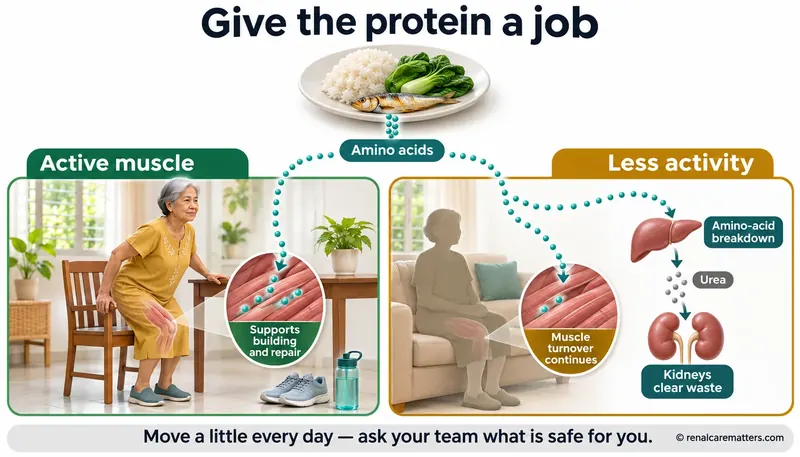 Give the protein a job
Amino acids
Active muscle
Supports
building
and repair
Less activity
Muscle
turnover
continues
Amino-acid
breakdown
Urea
Kidneys
clear waste
Move a little every day — ask your team what is safe for you.
© renalcarematters.com